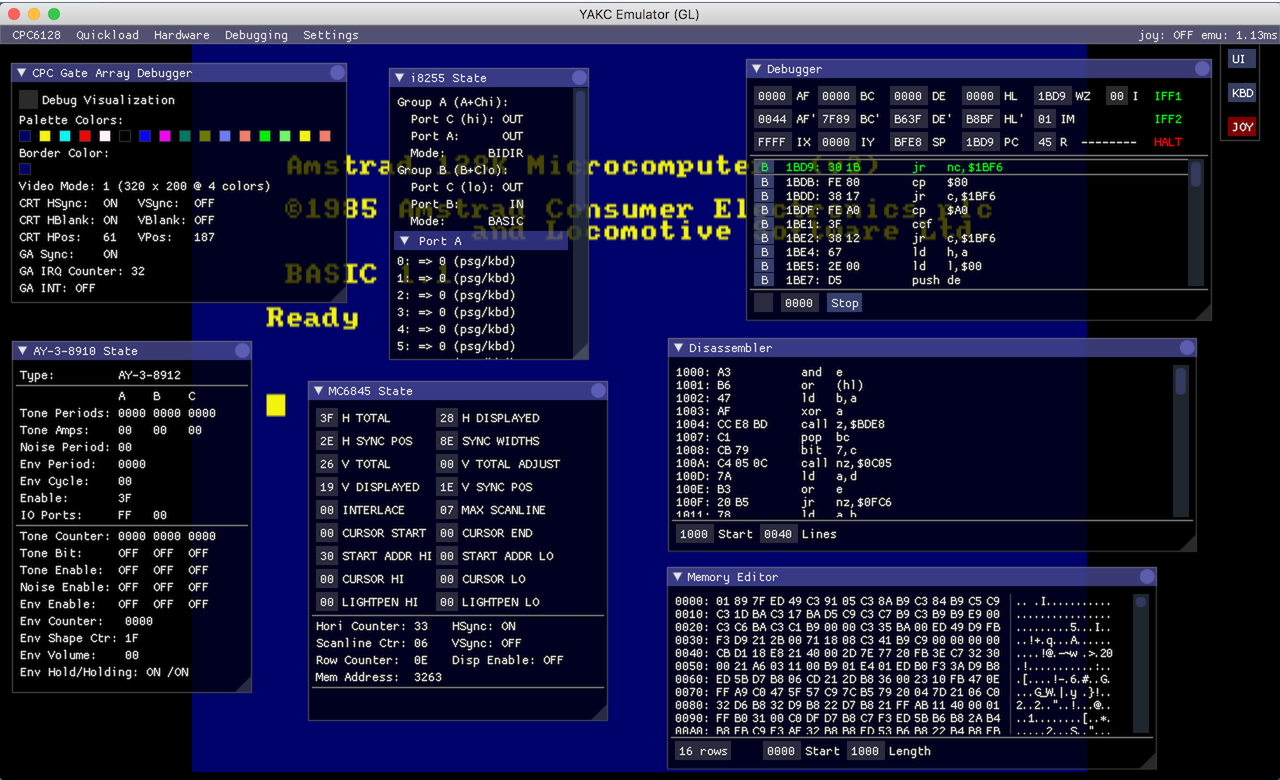 YAKC Emulator (GL)
CPC6128 Quickload Hardware Debugging Settings joy: OFF emu: 1.13ms
UI
KBD
JOY
Amstrad 128K Microcomputer (v3)
©1985 Amstrad Consumer Electronics plc
and Locomotive Software Ltd.
BASIC 1.1
Ready
CPC Gate Array Debugger
Debug Visualization
Palette Colors:
Border Color:
Video Mode: 1 (320 x 200 @ 4 colors)
CRT HSync: ON VSync: OFF
CRT HBlank: ON VBlank: OFF
CRT HPos: 61 VPos: 187
GA Sync: ON
GA IRQ Counter: 32
GA INT: OFF
i8255 State
Group A (A+Chi):
Port C (hi): OUT
Port A: OUT
Mode: BIDIR
Group B (B+Clo):
Port C (lo): OUT
Port B: IN
Mode: BASIC
Port A
0: => 0 (psg/kbd)
1: => 0 (psg/kbd)
2: => 0 (psg/kbd)
3: => 0 (psg/kbd)
4: => 0 (psg/kbd)
5: => 0 (psg/kbd)
Debugger
0000 AF 0000 BC 0000 DE 0000 HL 1BD9 WZ 00 I IFF1
0044 AF' 7F89 BC' B63F DE' B8BF HL' 01 IM IFF2
FFFF IX 0000 IY BFE8 SP 1BD9 PC 45 R -------- HALT
B 1BD9: 30 1B jr nc,$1BF6
B 1BDB: FE 80 cp $80
B 1BDD: 38 17 jr c,$1BF6
B 1BDF: FE A0 cp $A0
B 1BE1: 3F ccf
B 1BE2: 38 12 jr c,$1BF6
B 1BE4: 67 ld h,a
B 1BE5: 2E 00 ld l,$00
B 1BE7: D5 push de
0000 Stop
AY-3-8910 State
Type: AY-3-8912
A B C
Tone Periods: 0000 0000 0000
Tone Amps: 00 00 00
Noise Period: 00
Env Period: 0000
Env Cycle: 00
Enable: 3F
IO Ports: FF 00
Tone Counter: 0000 0000 0000
Tone Bit: OFF OFF OFF
Tone Enable: OFF OFF OFF
Noise Enable: OFF OFF OFF
Env Enable: OFF OFF OFF
Env Counter: 0000
Env Shape Ctr: 1F
Env Volume: 00
Env Hold/Holding: ON /ON
MC6845 State
3F H TOTAL 28 H DISPLAYED
2E H SYNC POS 8E SYNC WIDTHS
26 V TOTAL 00 V TOTAL ADJUST
19 V DISPLAYED 1E V SYNC POS
00 INTERLACE 07 MAX SCANLINE
00 CURSOR START 00 CURSOR END
30 START ADDR HI 00 START ADDR LO
00 CURSOR HI 00 CURSOR LO
00 LIGHTPEN HI 00 LIGHTPEN LO
Hori Counter: 33 HSync: ON
Scanline Ctr: 06 VSync: OFF
Row Counter: 0E Disp Enable: OFF
Mem Address: 3263
Disassembler
1000: A3 and e
1001: B6 or (hl)
1002: 47 ld b,a
1003: AF xor a
1004: CC E8 BD call z,$BDE8
1007: C1 pop bc
1008: CB 79 bit 7,c
100A: C4 05 0C call nz,$0C05
100D: 7A ld a,d
100E: B3 or e
100F: 20 B5 jr nz,$0FC6
1011: 78 ld a,b
1000 Start 0040 Lines
Memory Editor
0000: 01 89 7F ED 49 C3 91 05 C3 8A B9 C3 84 B9 C5 C9 .. .I...........
0010: C3 1D BA C3 17 BA D5 C9 C3 C7 B9 C3 B9 B9 E9 00 ................
0020: C3 C6 BA C3 C1 B9 00 00 C3 35 BA 00 ED 49 D9 FB .........5...I..
0030: F3 D9 21 2B 00 71 18 08 C3 41 B9 C9 00 00 00 00 ..!+.q...A......
0040: CB D1 18 E8 21 40 00 2D 7E 77 20 FB 3E C7 32 30 ....!@.-~w .>.20
0050: 00 21 A6 03 11 00 B9 01 E4 01 ED B0 F3 3A D9 B8 .!...........:..
0060: ED 5B D7 B8 06 CD 21 2D B8 36 00 23 10 FB 47 0E .[....!-.6.#..G.
0070: FF A9 C0 47 5F 57 C9 7C B5 79 20 04 7D 21 06 C0 ...G_W.|.y .}!..
0080: 32 D6 B8 32 D9 B8 22 D7 B8 21 FF AB 11 40 00 01 2..2.."..!...@..
0090: FF B0 31 00 C0 DF D7 B8 C7 F3 ED 5B B6 B8 2A B4 ..1........[..*.
00A0: B8 FB C9 F3 AF 32 B8 B8 ED 53 B6 B8 22 B4 B8 FB .....2...S.."...
16 rows 0000 Start 1000 Length